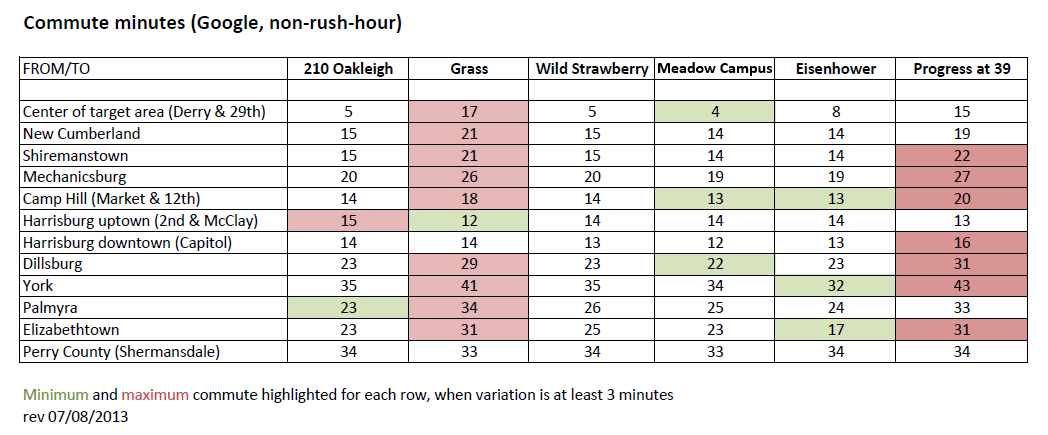 Commute minutes (Google, non-rush-hour)
FROM/TO 210 Oakleigh Grass Wild Strawberry Meadow Campus Eisenhower Progress at 39
Center of target area (Derry & 29th) 5 17 5 4 8 15
New Cumberland 15 21 15 14 14 19
Shiremanstown 15 21 15 14 14 22
Mechanicsburg 20 26 20 19 19 27
Camp Hill (Market & 12th) 14 18 14 13 13 20
Harrisburg uptown (2nd & McClay) 15 12 14 14 14 13
Harrisburg downtown (Capitol) 14 14 13 12 13 16
Dillsburg 23 29 23 22 23 31
York 35 41 35 34 32 43
Palmyra 23 34 26 25 24 33
Elizabethtown 23 31 25 23 17 31
Perry County (Shermansdale) 34 33 34 33 34 34
Minimum and maximum commute highlighted for each row, when variation is at least 3 minutes
rev 07/08/2013